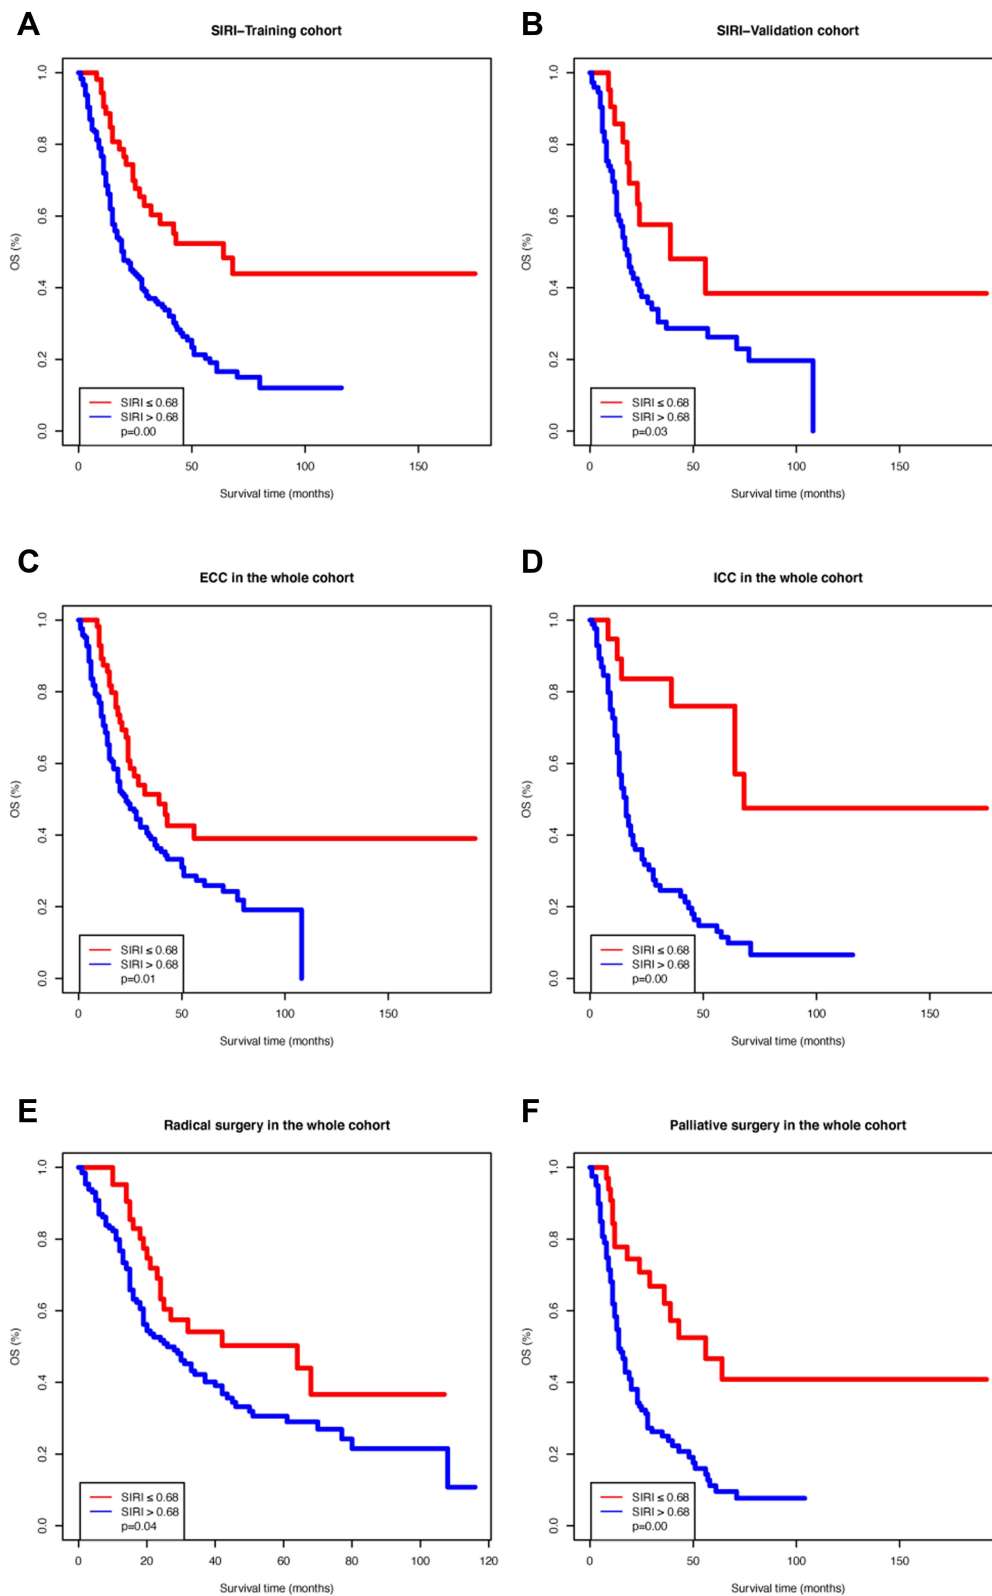 A
SIRI–Training cohort
OS (%)
1.0
0.8
0.6
0.4
0.2
0.0
SIRI ≤ 0.68
SIRI > 0.68
p=0.00
0 50 100 150
Survival time (months)
B
SIRI–Validation cohort
OS (%)
1.0
0.8
0.6
0.4
0.2
0.0
SIRI ≤ 0.68
SIRI > 0.68
p=0.03
0 50 100 150
Survival time (months)
C
ECC in the whole cohort
OS (%)
1.0
0.8
0.6
0.4
0.2
0.0
SIRI ≤ 0.68
SIRI > 0.68
p=0.01
0 50 100 150
Survival time (months)
D
ICC in the whole cohort
OS (%)
1.0
0.8
0.6
0.4
0.2
0.0
SIRI ≤ 0.68
SIRI > 0.68
p=0.00
0 50 100 150
Survival time (months)
E
Radical surgery in the whole cohort
OS (%)
1.0
0.8
0.6
0.4
0.2
0.0
SIRI ≤ 0.68
SIRI > 0.68
p=0.04
0 20 40 60 80 100 120
Survival time (months)
F
Palliative surgery in the whole cohort
OS (%)
1.0
0.8
0.6
0.4
0.2
0.0
SIRI ≤ 0.68
SIRI > 0.68
p=0.00
0 50 100 150
Survival time (months)